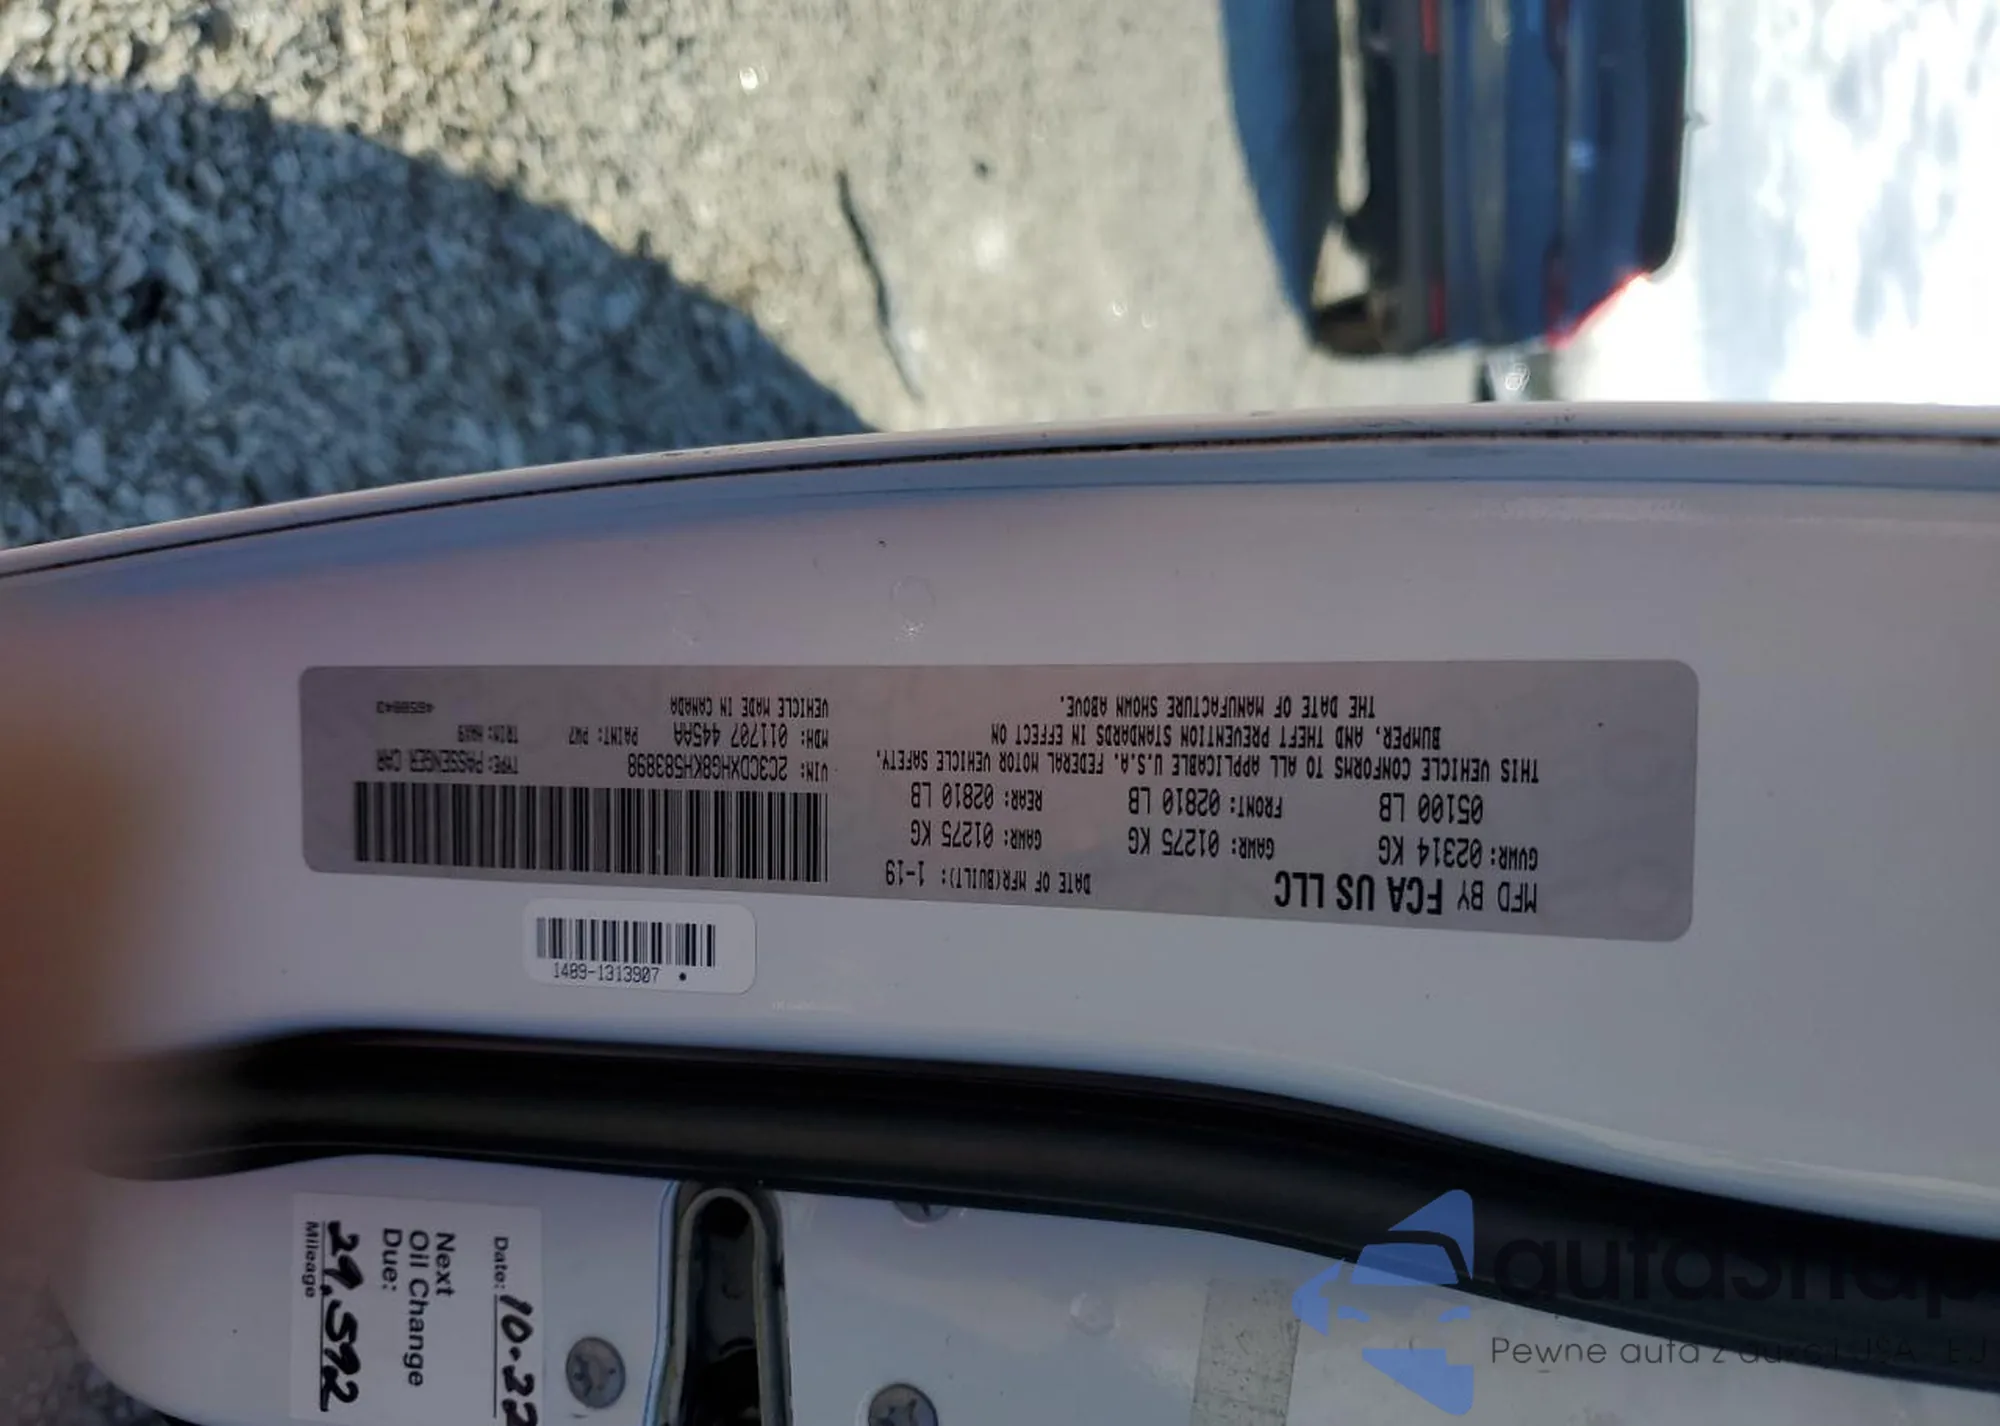 MFD BY FCA US LLC
DATE OF MFR(BUILT): 1-19
GVWR: 02314 KG
GAWR: 01275 KG
GAWR: 01275 KG
05100 LB
FRONT: 02810 LB
REAR: 02810 LB
THIS VEHICLE CONFORMS TO ALL APPLICABLE U.S.A. FEDERAL MOTOR VEHICLE SAFETY,
BUMPER, AND THEFT PREVENTION STANDARDS IN EFFECT ON
THE DATE OF MANUFACTURE SHOWN ABOVE.
VIN: 2C3CDXHG8KH583898
TYPE: PASSENGER CAR
MDH: 011707 445AA
PAINT: PW7
TRIM: HAX9
VEHICLE MADE IN CANADA
1489-1313907
Date: 10-22
Next
Oil Change
Due:
29,592
Mileage
autashop
Pewne auta z